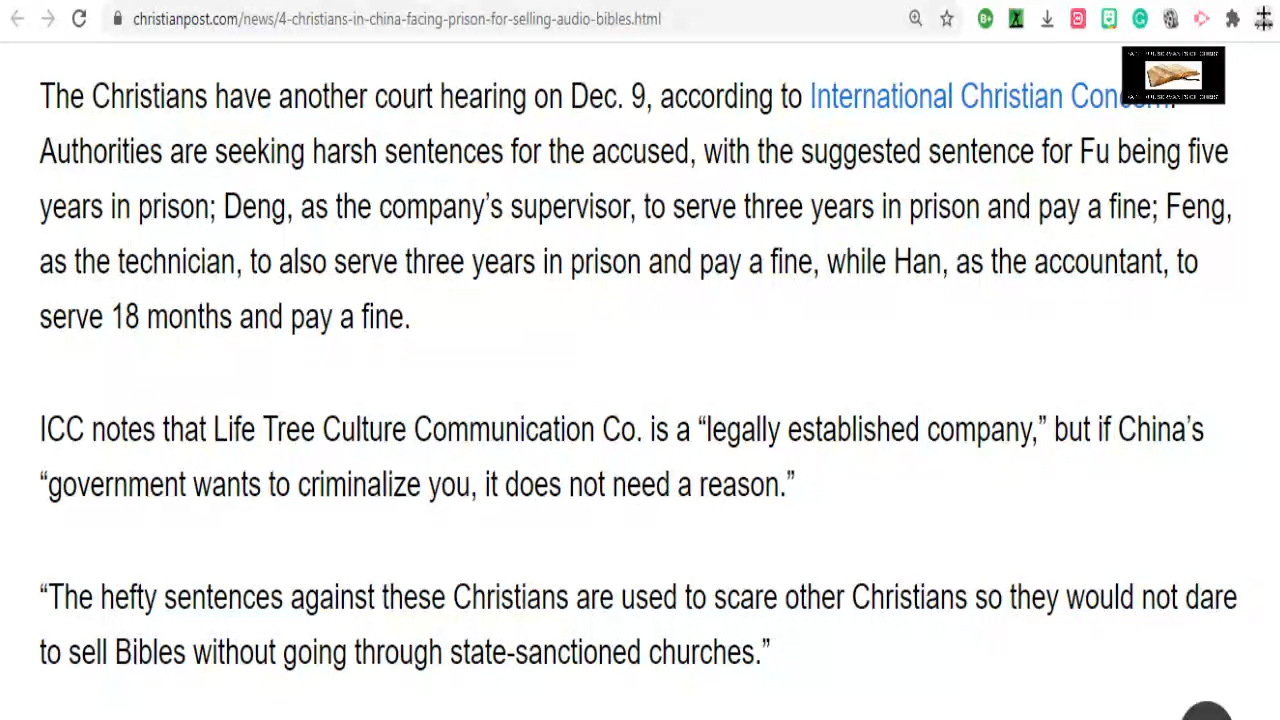 christianpost.com/news/4-christians-in-china-facing-prison-for-selling-audio-bibles.html
The Christians have another court hearing on Dec. 9, according to International Christian Concern.
Authorities are seeking harsh sentences for the accused, with the suggested sentence for Fu being five
years in prison; Deng, as the company’s supervisor, to serve three years in prison and pay a fine; Feng,
as the technician, to also serve three years in prison and pay a fine, while Han, as the accountant, to
serve 18 months and pay a fine.
ICC notes that Life Tree Culture Communication Co. is a “legally established company,” but if China’s
“government wants to criminalize you, it does not need a reason.”
“The hefty sentences against these Christians are used to scare other Christians so they would not dare
to sell Bibles without going through state-sanctioned churches.”